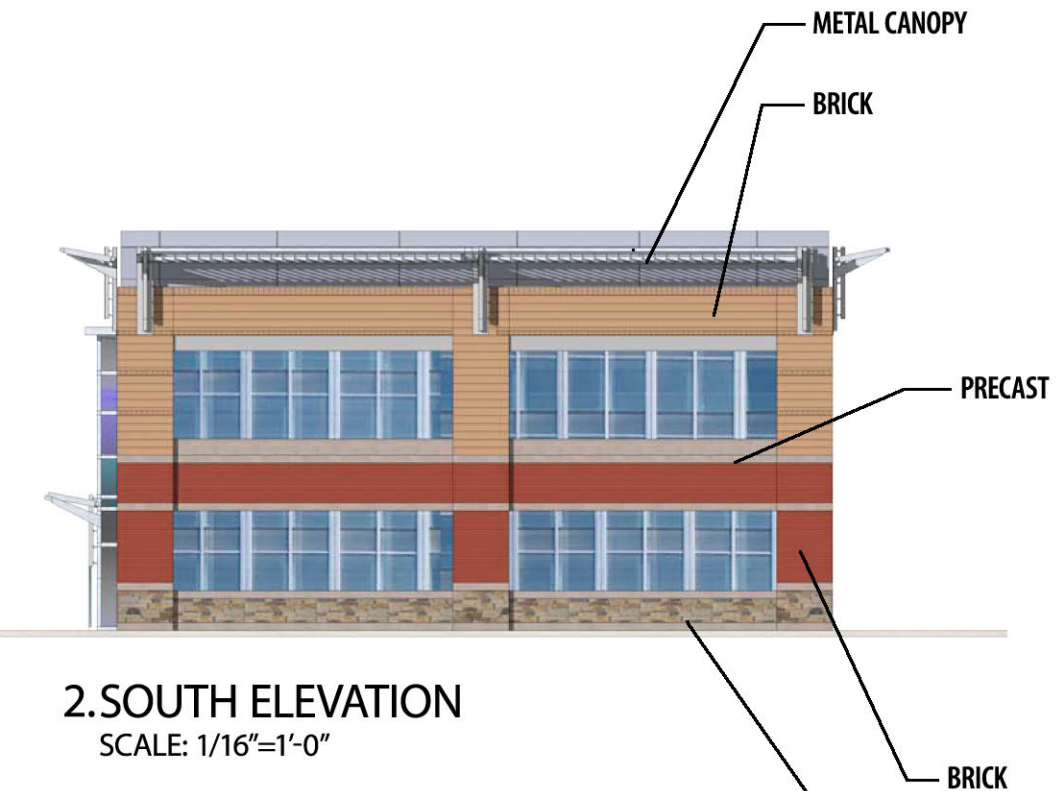 METAL CANOPY
BRICK
PRECAST
2. SOUTH ELEVATION
SCALE: 1/16"=1'-0"
BRICK